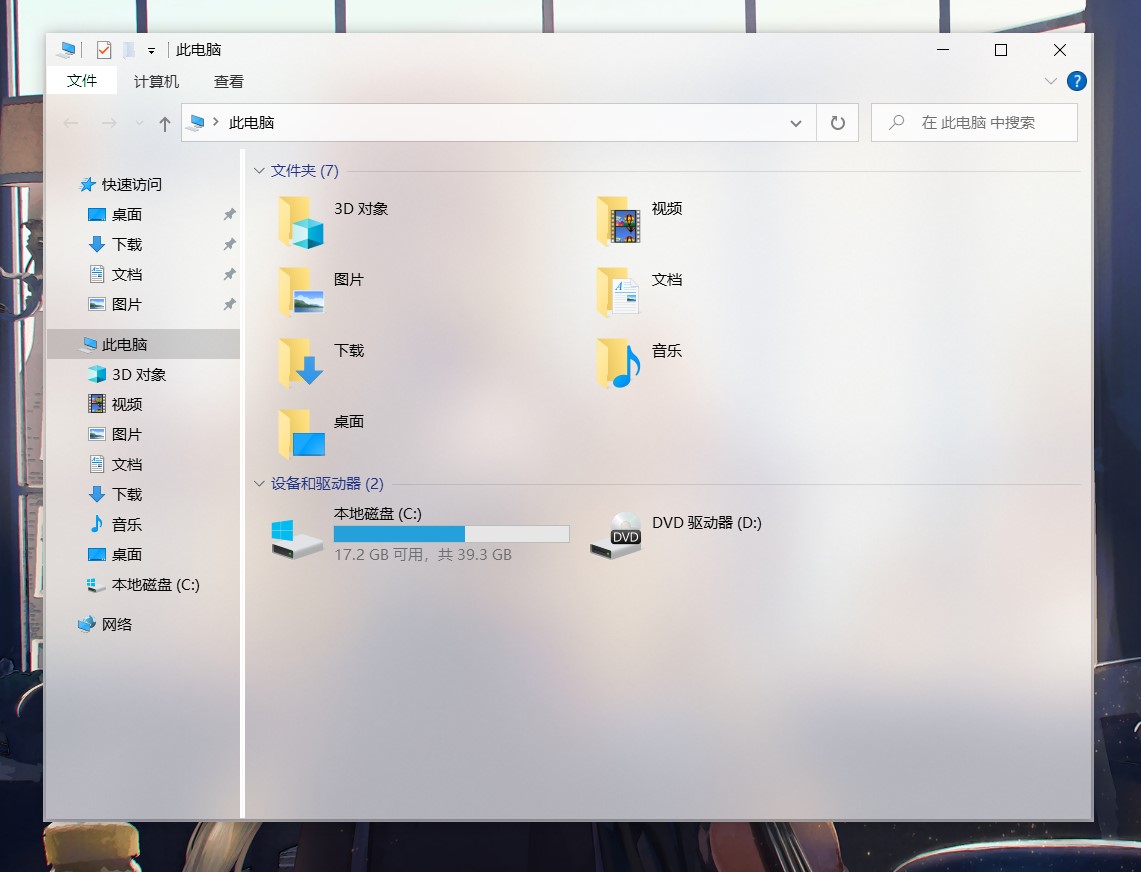 此电脑
文件 计算机 查看
?
此电脑
在 此电脑 中搜索
快速访问
桌面
下载
文档
图片
此电脑
3D 对象
视频
图片
文档
下载
音乐
桌面
本地磁盘 (C:)
网络
文件夹 (7)
3D 对象
视频
图片
文档
下载
音乐
桌面
设备和驱动器 (2)
本地磁盘 (C:)
17.2 GB 可用，共 39.3 GB
DVD
DVD 驱动器 (D:)